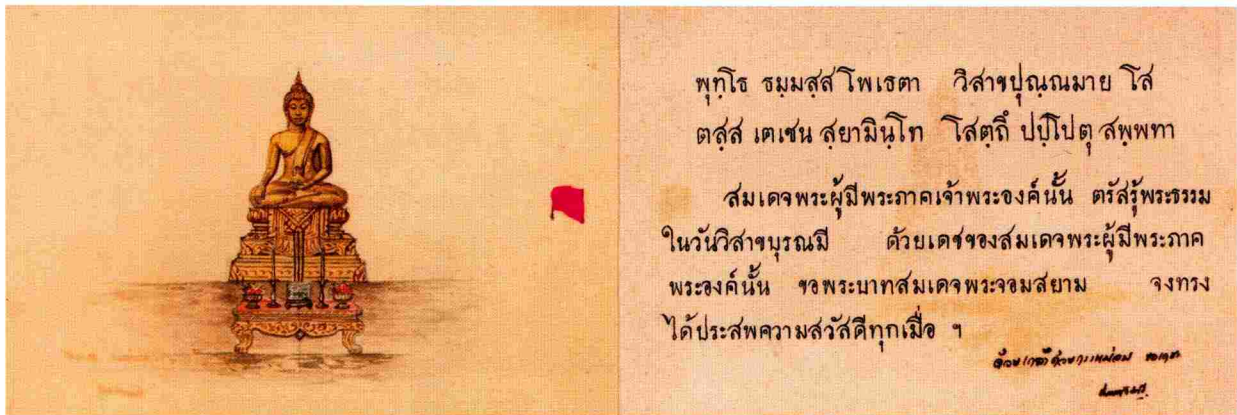 พุทฺโธ ธมฺมสฺส โพเธตา วิสาขปุณฺณมาย โส
ตสฺส เตเชน สฺยามินฺโท โสตฺถึ ปปฺโปตุ สพฺพทา
สมเดจพระผู้มีพระภาคเจ้าพระองค์นั้น ตรัสรู้พระธรรม
ในวันวิสาขบุรณมี ด้วยเดชของสมเดจพระผู้มีพระภาค
พระองค์นั้น ขอพระบาทสมเดจพระจอมสยาม จงทรง
ได้ประสพความสวัสดีทุกเมื่อ ฯ